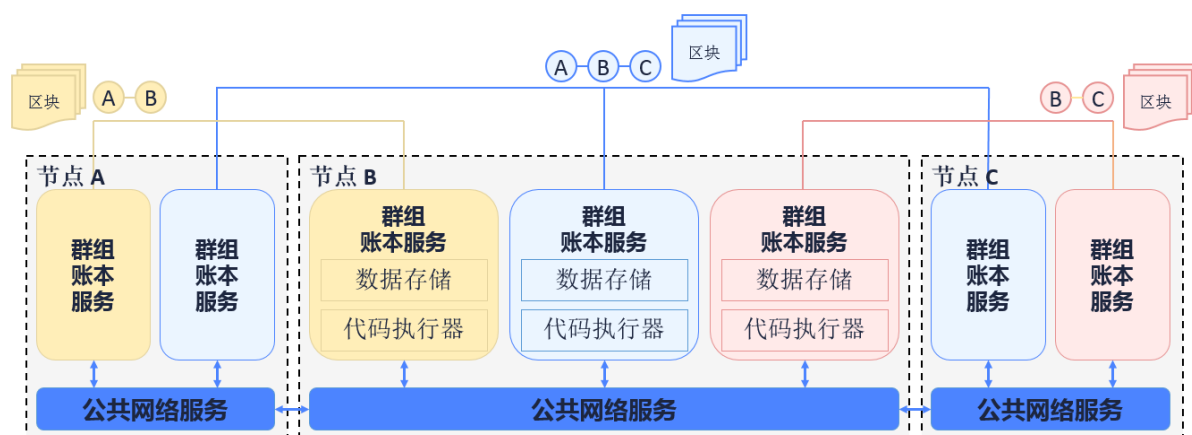 区块
A
B
A
B
C
区块
B
C
区块
节点 A
群组
账本
服务
群组
账本
服务
公共网络服务
节点 B
群组
账本服务
数据存储
代码执行器
群组
账本服务
数据存储
代码执行器
群组
账本服务
数据存储
代码执行器
公共网络服务
节点 C
群组
账本
服务
群组
账本
服务
公共网络服务